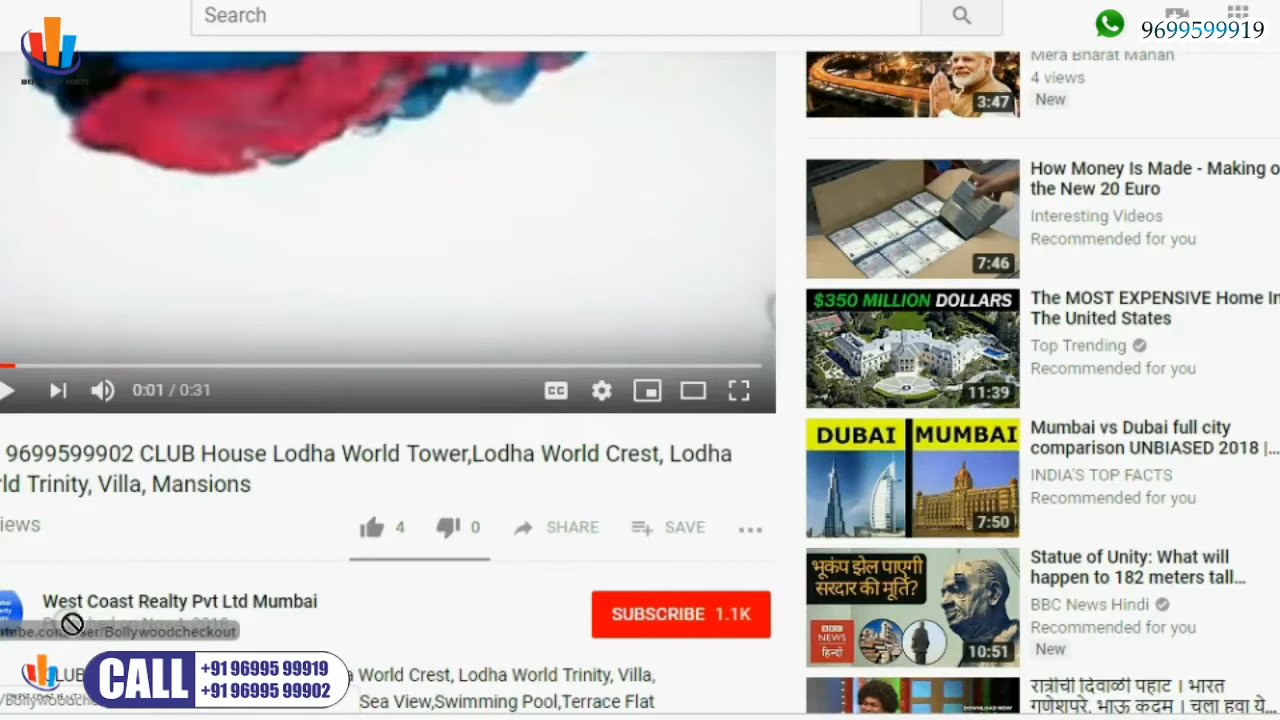 Search
9699599919
Mera Bharat Mahan
4 views
New
3:47
How Money Is Made - Making o
the New 20 Euro
Interesting Videos
Recommended for you
7:46
$350 MILLION DOLLARS
The MOST EXPENSIVE Home In
The United States
Top Trending
Recommended for you
11:39
DUBAI MUMBAI
Mumbai vs Dubai full city
comparison UNBIASED 2018 |...
INDIA'S TOP FACTS
Recommended for you
7:50
भूकंप झेल पाएगी
सरदार की मूर्ति?
BBC
NEWS
हिन्दी
Statue of Unity: What will
happen to 182 meters tall...
BBC News Hindi
Recommended for you
New
10:51
रात्रीची दिवाळी पहाट । भारत
गणेशपुरे, भाऊ कदम । चला हवा ये...
0:01 / 0:31
CC
9699599902 CLUB House Lodha World Tower,Lodha World Crest, Lodha
rld Trinity, Villa, Mansions
iews
4
0
SHARE
SAVE
West Coast Realty Pvt Ltd Mumbai
SUBSCRIBE 1.1K
tube.com/user/Bollywoodcheckout
CALL
+91 96995 99919
+91 96995 99902
World Crest, Lodha World Trinity, Villa,
Sea View,Swimming Pool,Terrace Flat